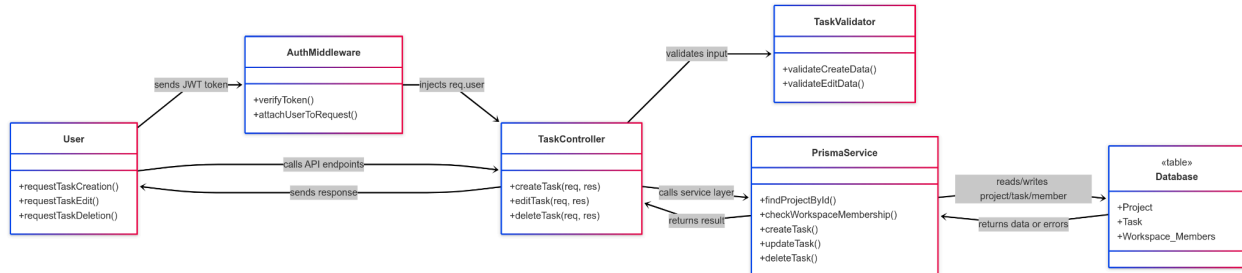 AuthMiddleware
+verifyToken()
+attachUserToRequest()
sends JWT token
injects req.user
User
+requestTaskCreation()
+requestTaskEdit()
+requestTaskDeletion()
calls API endpoints
sends response
TaskController
+createTask(req, res)
+editTask(req, res)
+deleteTask(req, res)
validates input
TaskValidator
+validateCreateData()
+validateEditData()
calls service layer
returns result
PrismaService
+findProjectById()
+checkWorkspaceMembership()
+createTask()
+updateTask()
+deleteTask()
reads/writes
project/task/member
returns data or errors
«table»
Database
+Project
+Task
+Workspace_Members